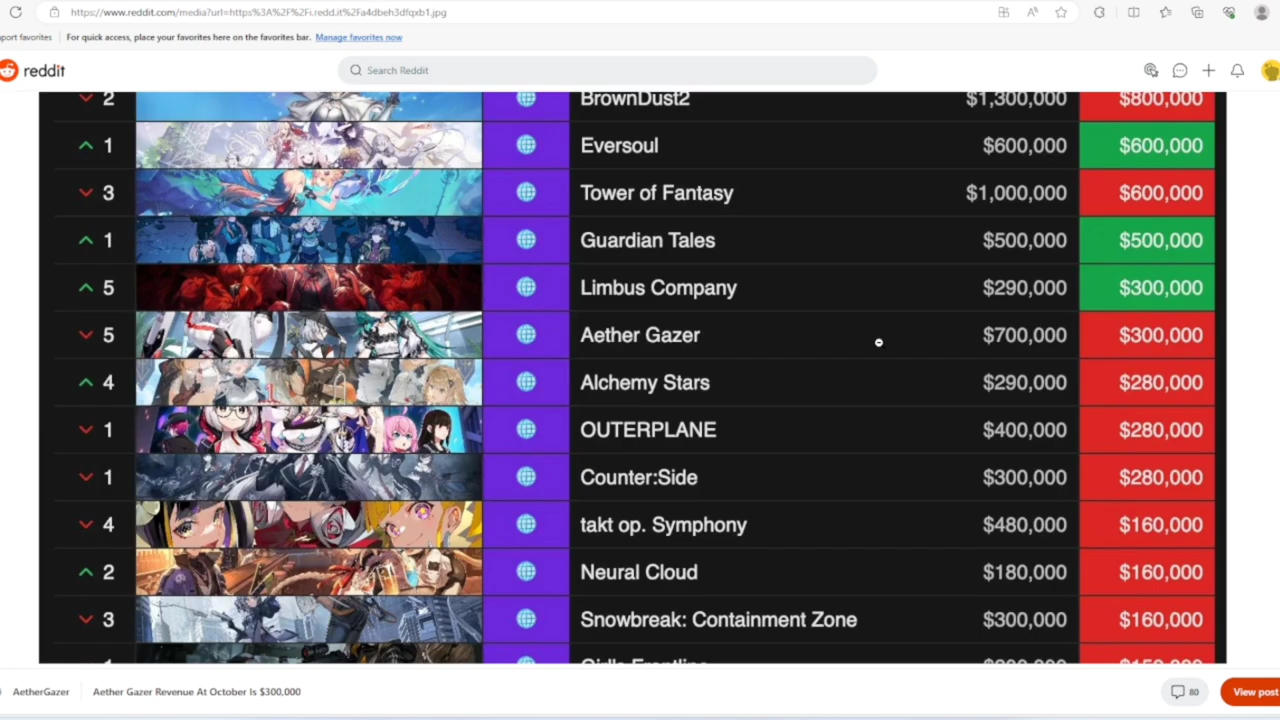 https://www.reddit.com/media?url=https%3A%2F%2Fi.redd.it%2Fa4dbeh3dfqxb1.jpg
port favorites For quick access, place your favorites here on the favorites bar. Manage favorites now
reddit Search Reddit
2 BrownDust2 $1,300,000 $800,000
1 Eversoul $600,000 $600,000
3 Tower of Fantasy $1,000,000 $600,000
1 Guardian Tales $500,000 $500,000
5 Limbus Company $290,000 $300,000
5 Aether Gazer $700,000 $300,000
4 Alchemy Stars $290,000 $280,000
1 OUTERPLANE $400,000 $280,000
1 Counter:Side $300,000 $280,000
4 takt op. Symphony $480,000 $160,000
2 Neural Cloud $180,000 $160,000
3 Snowbreak: Containment Zone $300,000 $160,000
AetherGazer Aether Gazer Revenue At October Is $300,000 80 View post